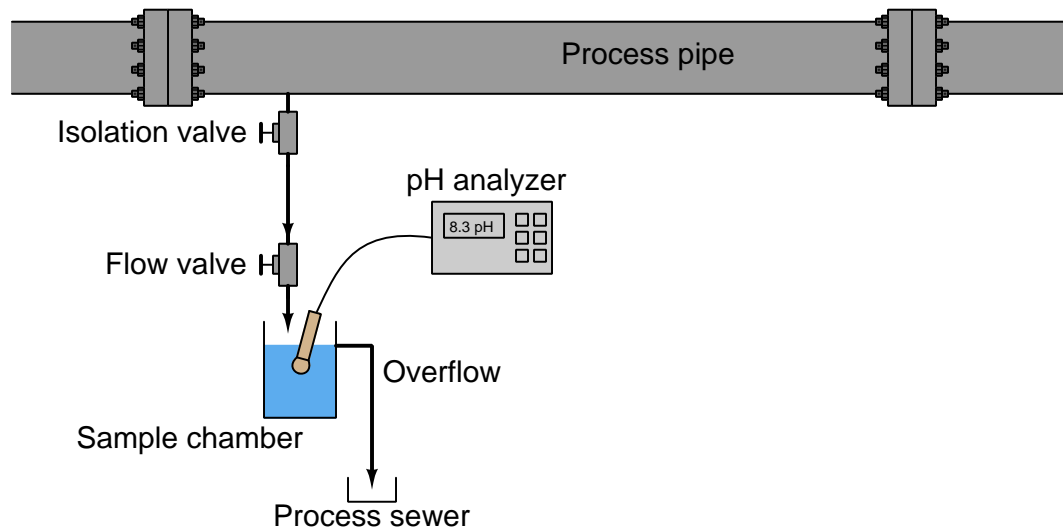 Process pipe
Isolation valve
pH analyzer
8.3 pH
Flow valve
Overflow
Sample chamber
Process sewer